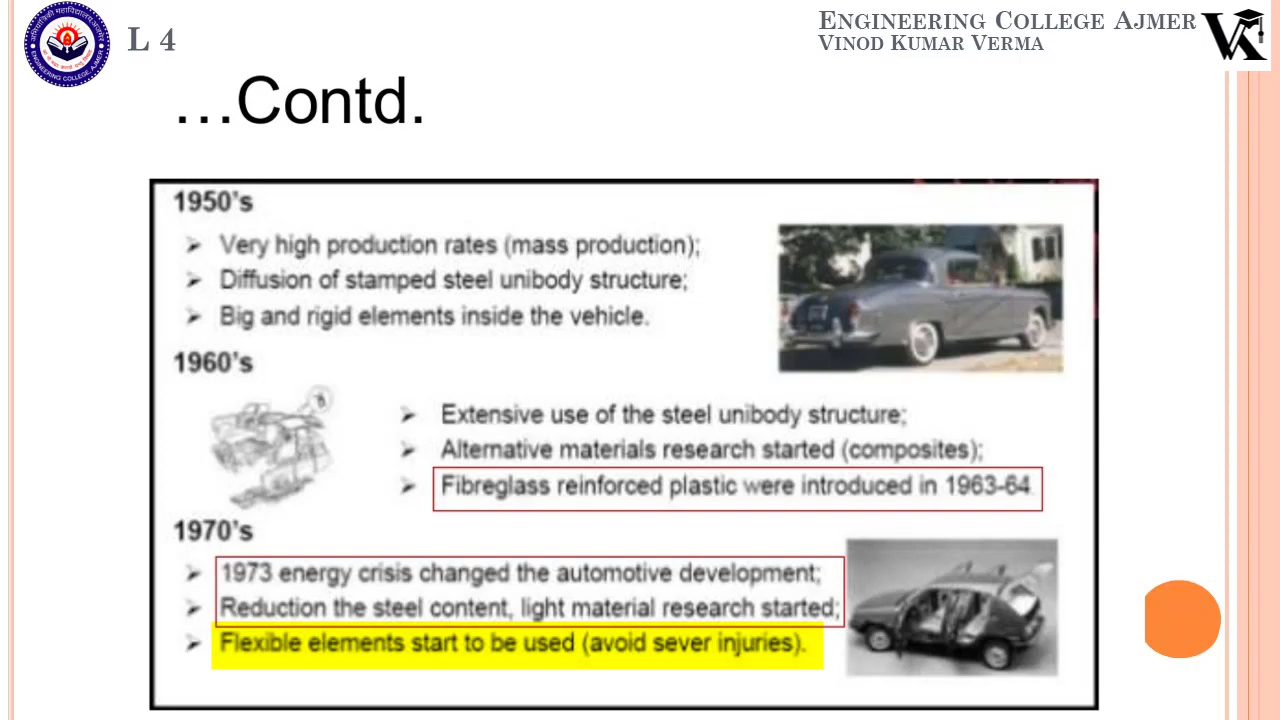 L 4
ENGINEERING COLLEGE AJMER
VINOD KUMAR VERMA
...Contd.
1950's
➢ Very high production rates (mass production);
➢ Diffusion of stamped steel unibody structure;
➢ Big and rigid elements inside the vehicle.
1960's
➢ Extensive use of the steel unibody structure;
➢ Alternative materials research started (composites);
➢ Fibreglass reinforced plastic were introduced in 1963-64
1970's
➢ 1973 energy crisis changed the automotive development;
➢ Reduction the steel content, light material research started;
➢ Flexible elements start to be used (avoid sever injuries).